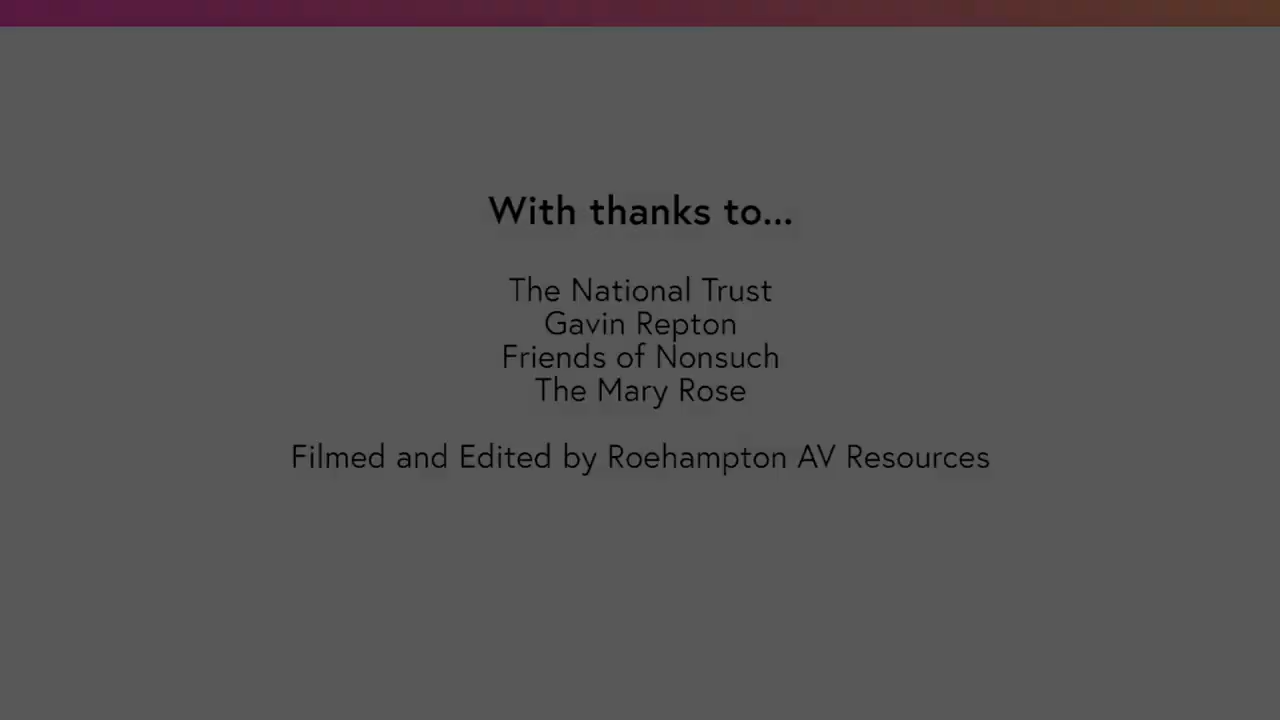 With thanks to...
The National Trust
Gavin Repton
Friends of Nonsuch
The Mary Rose
Filmed and Edited by Roehampton AV Resources